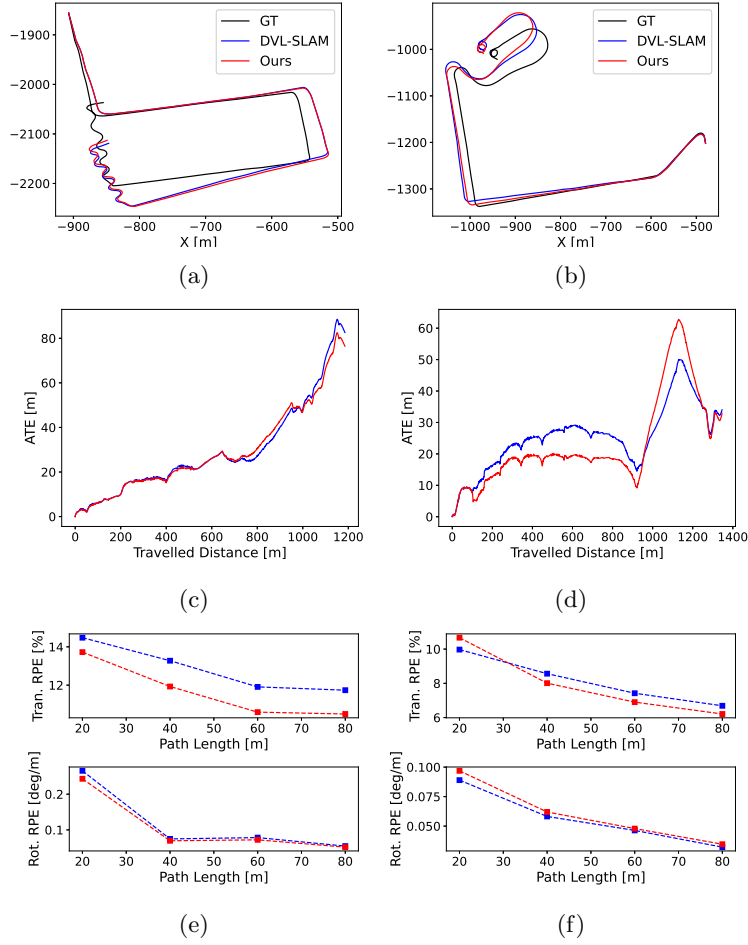 GT
DVL-SLAM
Ours
−1900
−2000
−2100
−2200
−900 −800 −700 −600 −500
X [m]
(a)
GT
DVL-SLAM
Ours
−1000
−1100
−1200
−1300
−1000 −900 −800 −700 −600 −500
X [m]
(b)
ATE [m]
80
60
40
20
0
0 200 400 600 800 1000 1200
Travelled Distance [m]
(c)
ATE [m]
60
50
40
30
20
10
0
0 200 400 600 800 1000 1200 1400
Travelled Distance [m]
(d)
Tran. RPE [%]
14
12
20 30 40 50 60 70 80
Path Length [m]
Rot. RPE [deg/m]
0.2
0.1
20 30 40 50 60 70 80
Path Length [m]
(e)
Tran. RPE [%]
10
8
6
20 30 40 50 60 70 80
Path Length [m]
Rot. RPE [deg/m]
0.100
0.075
0.050
20 30 40 50 60 70 80
Path Length [m]
(f)